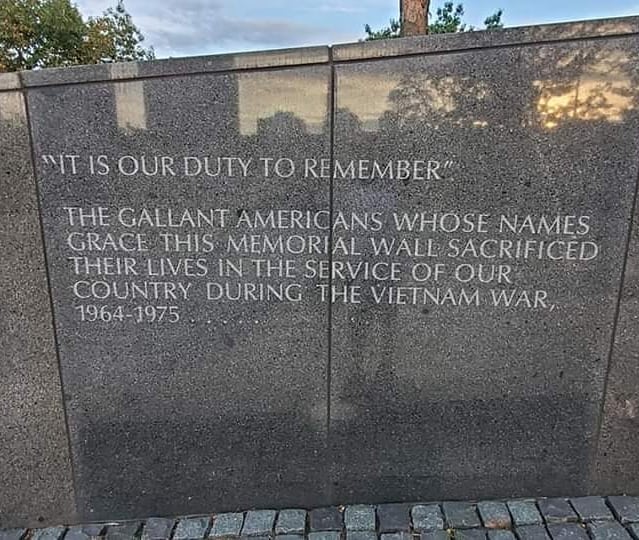 "IT IS OUR DUTY TO REMEMBER"
THE GALLANT AMERICANS WHOSE NAMES
GRACE THIS MEMORIAL WALL SACRIFICED
THEIR LIVES IN THE SERVICE OF OUR
COUNTRY DURING THE VIETNAM WAR,
1964-1975 . . . . . .